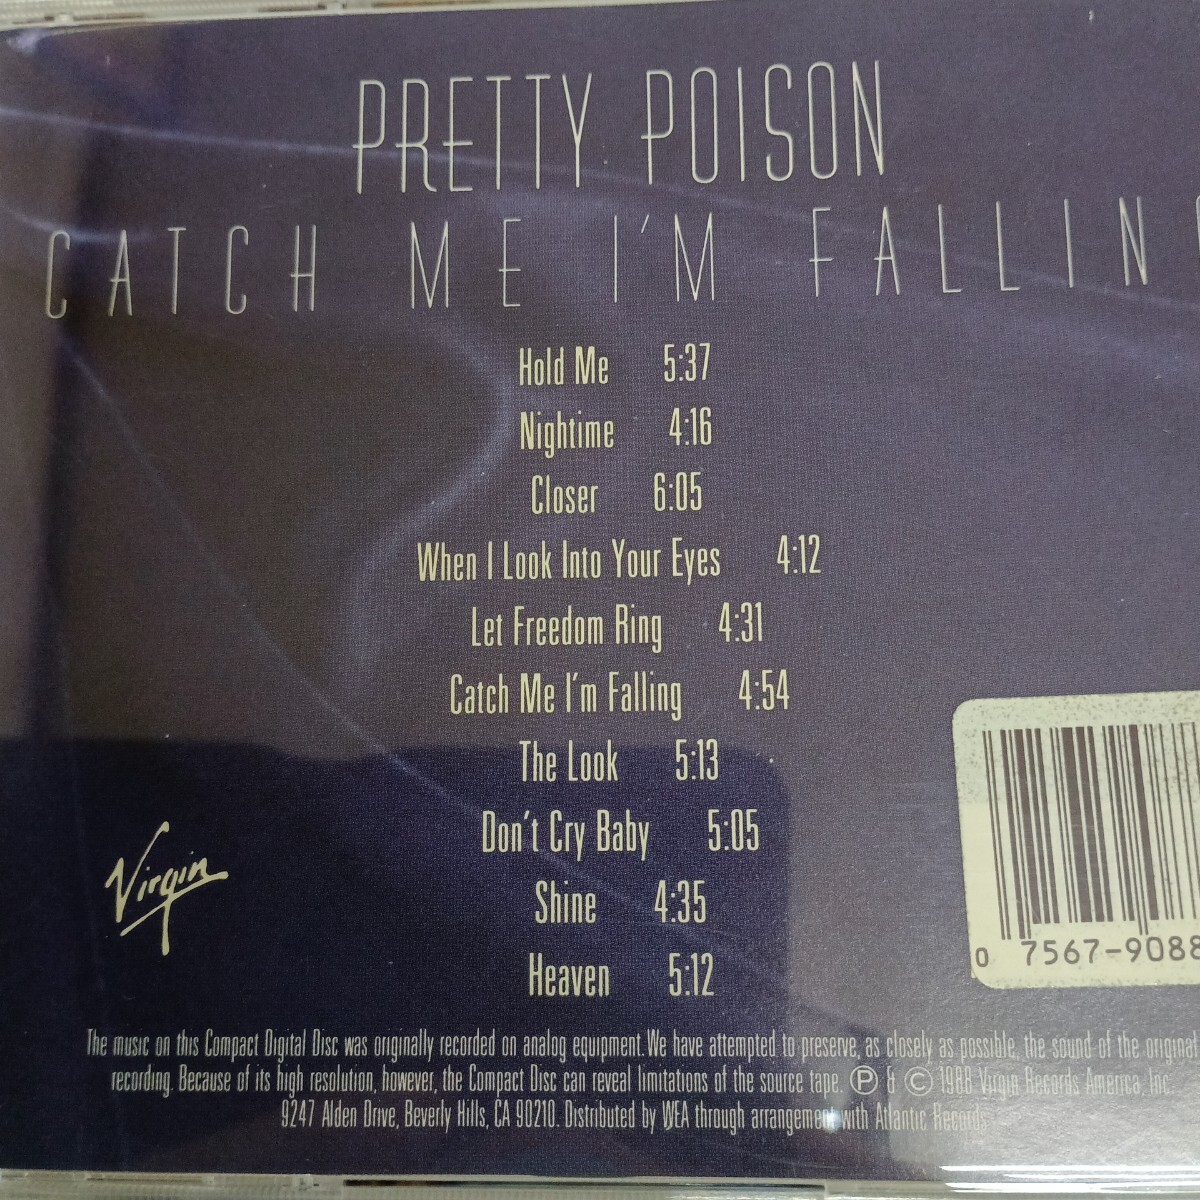 PRETTY POISON
CATCH ME I'M FALLING
Hold Me 5:37
Nightime 4:16
Closer 6:05
When I Look Into Your Eyes 4:12
Let Freedom Ring 4:31
Catch Me I'm Falling 4:54
The Look 5:13
Don't Cry Baby 5:05
Shine 4:35
Heaven 5:12
Virgin
0 7567-9088
The music on this Compact Digital Disc was originally recorded on analog equipment. We have attempted to preserve, as closely as possible, the sound of the original
recording. Because of its high resolution, however, the Compact Disc can reveal limitations of the source tape. ℗ & © 1988 Virgin Records America, Inc.
9247 Alden Drive, Beverly Hills, CA 90210. Distributed by WEA through arrangement with Atlantic Records